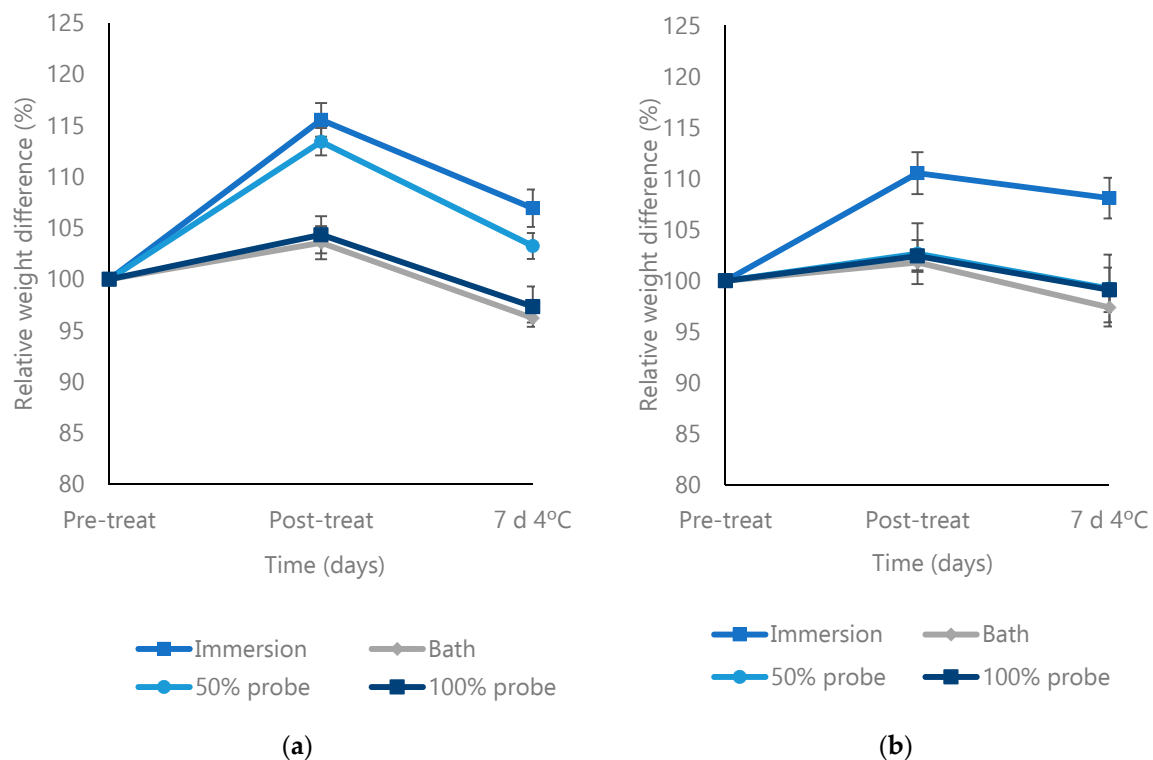 125
120
115
110
105
100
95
90
85
80
Relative weight difference (%)
Pre-treat Post-treat 7 d 4ºC
Time (days)
Immersion Bath
50% probe 100% probe
(a)
125
120
115
110
105
100
95
90
85
80
Relative weight difference (%)
Pre-treat Post-treat 7 d 4ºC
Time (days)
Immersion Bath
50% probe 100% probe
(b)